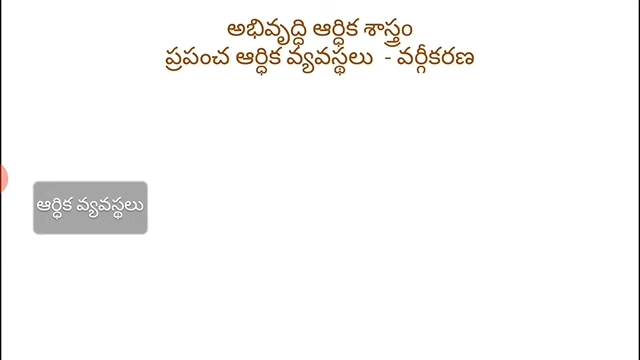 అభివృద్ధి ఆర్ధిక శాస్త్రం
ప్రపంచ ఆర్ధిక వ్యవస్థలు - వర్గీకరణ
ఆర్ధిక వ్యవస్థలు